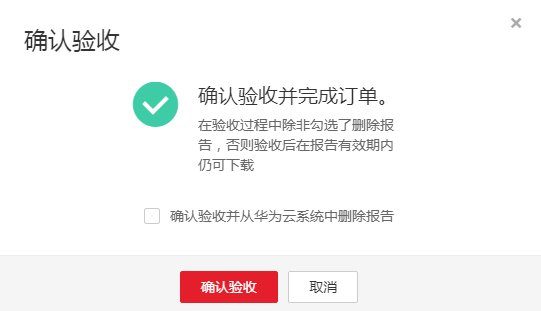 确认验收
确认验收并完成订单。
在验收过程中除非勾选了删除报
告，否则验收后在报告有效期内
仍可下载
确认验收并从华为云系统中删除报告
确认验收
取消